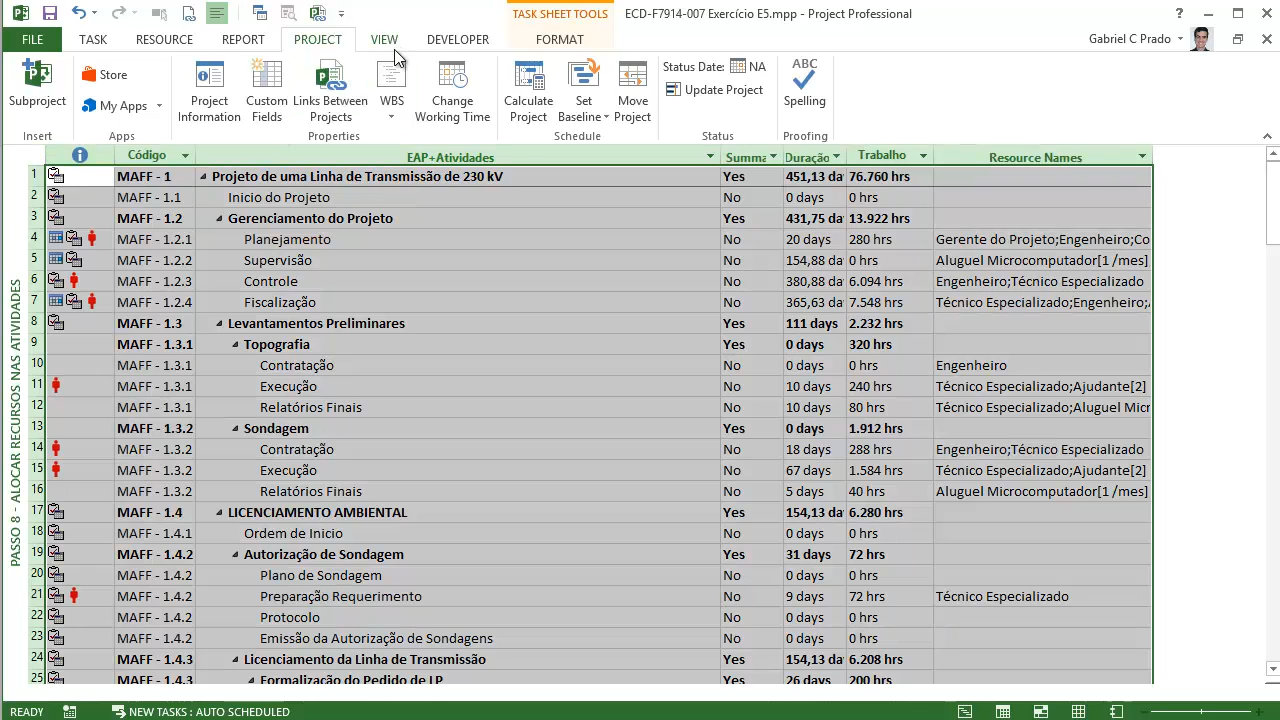 TASK SHEET TOOLS
ECD-F7914-007 Exercício E5.mpp - Project Professional
FILE TASK RESOURCE REPORT PROJECT VIEW DEVELOPER FORMAT Gabriel C Prado
Subproject
Store
My Apps
Project Information
Custom Fields
Links Between Projects
WBS
Change Working Time
Calculate Project
Set Baseline
Move Project
Status Date: NA
Update Project
ABC
Spelling
Insert Apps Properties Schedule Status Proofing
Código EAP+Atividades Summa Duração Trabalho Resource Names
1 MAFF - 1 Projeto de uma Linha de Transmissão de 230 kV Yes 451,13 da 76.760 hrs
2 MAFF - 1.1 Inicio do Projeto No 0 days 0 hrs
3 MAFF - 1.2 Gerenciamento do Projeto Yes 431,75 da 13.922 hrs
4 MAFF - 1.2.1 Planejamento No 20 days 280 hrs Gerente do Projeto;Engenheiro;Co
5 MAFF - 1.2.2 Supervisão No 154,88 da 0 hrs Aluguel Microcomputador[1 /mes]
6 MAFF - 1.2.3 Controle No 380,88 da 6.094 hrs Engenheiro;Técnico Especializado
7 MAFF - 1.2.4 Fiscalização No 365,63 da 7.548 hrs Técnico Especializado;Engenheiro;A
8 MAFF - 1.3 Levantamentos Preliminares Yes 111 days 2.232 hrs
9 MAFF - 1.3.1 Topografia Yes 0 days 320 hrs
10 MAFF - 1.3.1 Contratação No 0 days 0 hrs Engenheiro
11 MAFF - 1.3.1 Execução No 10 days 240 hrs Técnico Especializado;Ajudante[2]
12 MAFF - 1.3.1 Relatórios Finais No 10 days 80 hrs Técnico Especializado;Aluguel Micr
13 MAFF - 1.3.2 Sondagem Yes 0 days 1.912 hrs
14 MAFF - 1.3.2 Contratação No 18 days 288 hrs Engenheiro;Técnico Especializado
15 MAFF - 1.3.2 Execução No 67 days 1.584 hrs Técnico Especializado;Ajudante[2]
16 MAFF - 1.3.2 Relatórios Finais No 5 days 40 hrs Aluguel Microcomputador[1 /mes]
17 MAFF - 1.4 LICENCIAMENTO AMBIENTAL Yes 154,13 da 6.280 hrs
18 MAFF - 1.4.1 Ordem de Inicio No 0 days 0 hrs
19 MAFF - 1.4.2 Autorização de Sondagem Yes 31 days 72 hrs
20 MAFF - 1.4.2 Plano de Sondagem No 0 days 0 hrs
21 MAFF - 1.4.2 Preparação Requerimento No 9 days 72 hrs Técnico Especializado
22 MAFF - 1.4.2 Protocolo No 0 days 0 hrs
23 MAFF - 1.4.2 Emissão da Autorização de Sondagens No 0 days 0 hrs
24 MAFF - 1.4.3 Licenciamento da Linha de Transmissão Yes 154,13 da 6.208 hrs
25 MAFF - 1.4.3 Formalização do Pedido de LP Yes 26 days 200 hrs
PASSO 8 - ALOCAR RECURSOS NAS ATIVIDADES
READY NEW TASKS : AUTO SCHEDULED